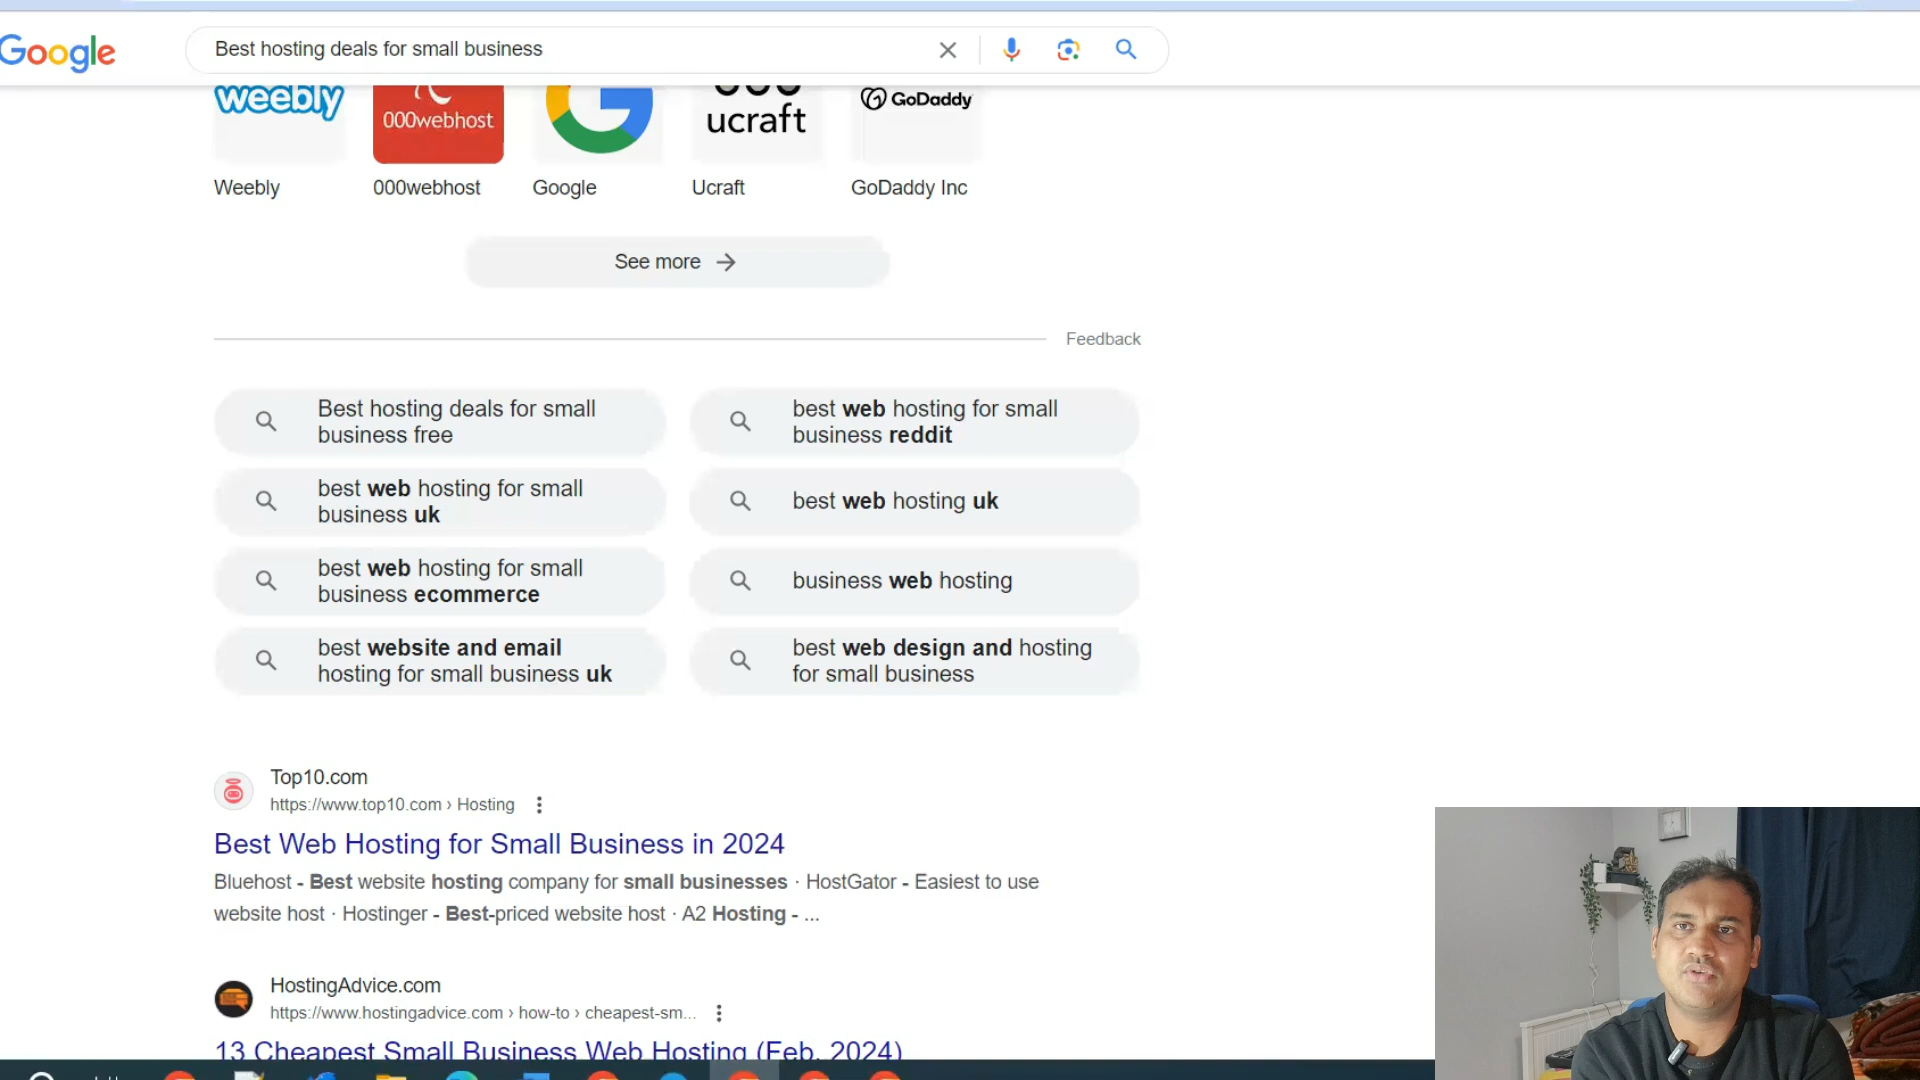 Google
Best hosting deals for small business
weebly
000webhost
ucraft
GoDaddy
Weebly
000webhost
Google
Ucraft
GoDaddy Inc
See more
Feedback
Best hosting deals for small
business free
best web hosting for small
business reddit
best web hosting for small
business uk
best web hosting uk
best web hosting for small
business ecommerce
business web hosting
best website and email
hosting for small business uk
best web design and hosting
for small business
Top10.com
https://www.top10.com › Hosting
Best Web Hosting for Small Business in 2024
Bluehost - Best website hosting company for small businesses · HostGator - Easiest to use
website host · Hostinger - Best-priced website host · A2 Hosting - ...
HostingAdvice.com
https://www.hostingadvice.com › how-to › cheapest-sm...
13 Cheapest Small Business Web Hosting (Feb. 2024)